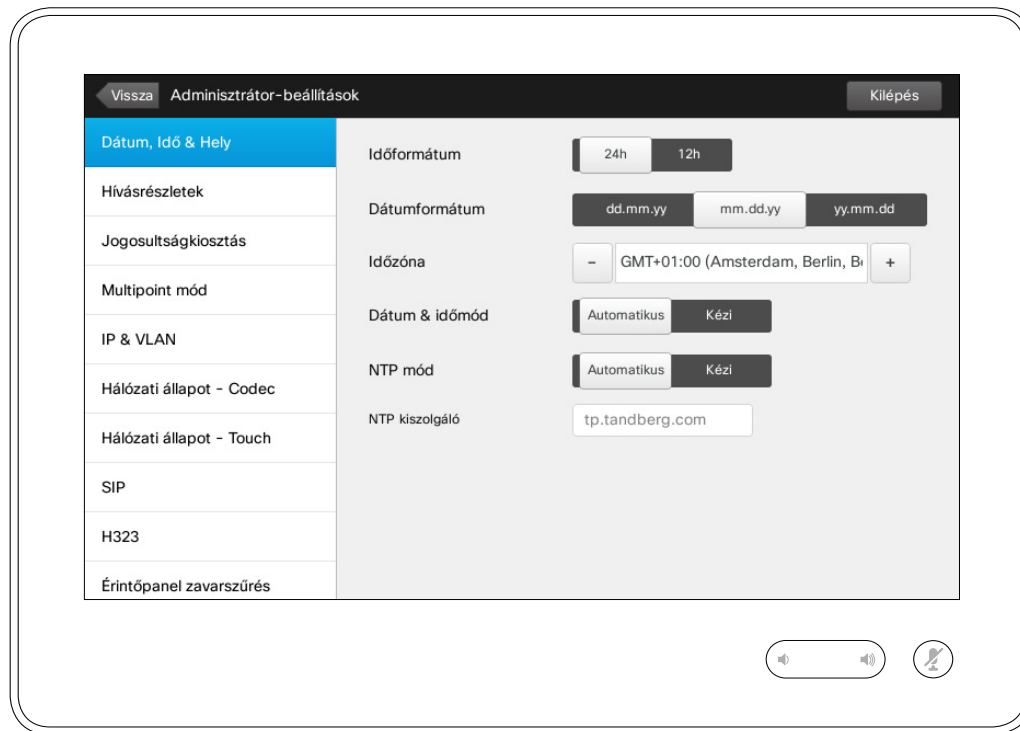 Vissza Adminisztrátor-beállítások Kilépés
Dátum, Idő & Hely
Hívásrészletek
Jogosultságkiosztás
Multipoint mód
IP & VLAN
Hálózati állapot - Codec
Hálózati állapot - Touch
SIP
H323
Érintőpanel zavarszűrés
Időformátum 24h 12h
Dátumformátum dd.mm.yy mm.dd.yy yy.mm.dd
Időzóna - GMT+01:00 (Amsterdam, Berlin, +
Dátum & időmód Automatikus Kézi
NTP mód Automatikus Kézi
NTP kiszolgáló tp.tandberg.com